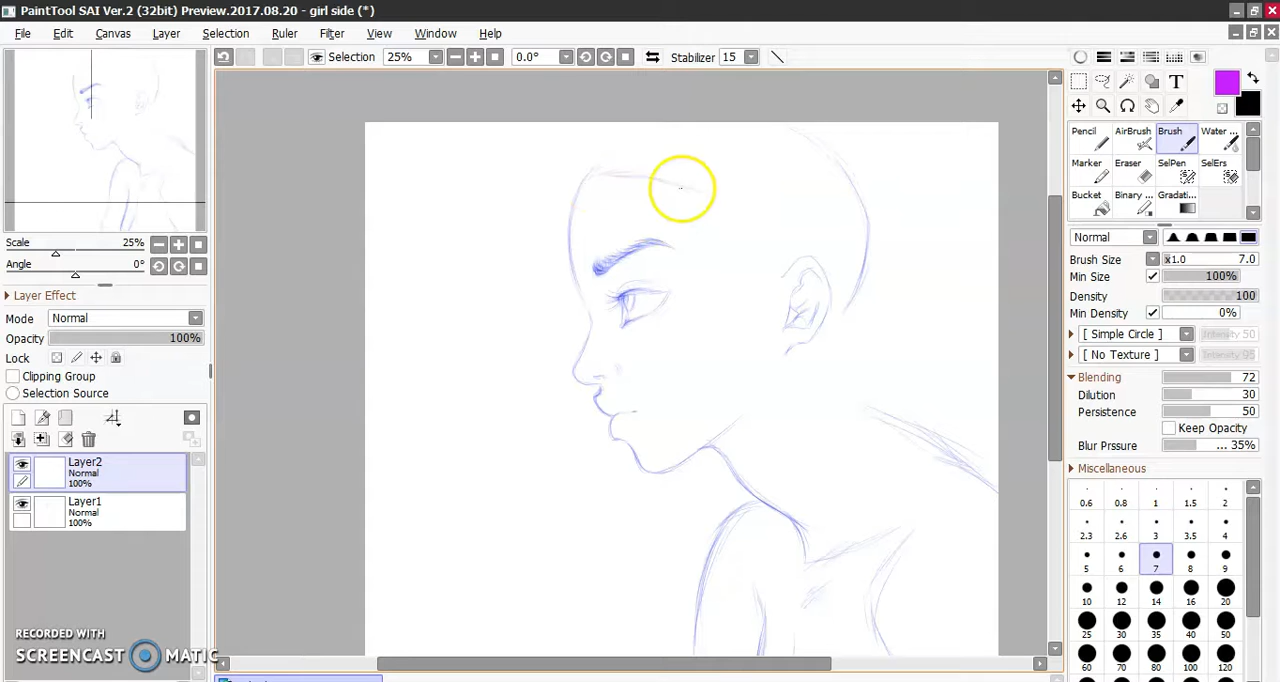 PaintTool SAI Ver.2 (32bit) Preview.2017.08.20 - girl side (*)
File Edit Canvas Layer Selection Ruler Filter View Window Help
Selection 25% 0.0° Stabilizer 15
Scale 25%
Angle 0°
Layer Effect
Mode Normal
Opacity 100%
Lock
Clipping Group
Selection Source
Layer2
Normal
100%
Layer1
Normal
100%
RECORDED WITH
SCREENCAST MATIC
T
Pencil AirBrush Brush Water ...
Marker Eraser SelPen SelErs
Bucket Binary ... Gradati...
Normal
Brush Size x1.0 7.0
Min Size 100%
Density 100
Min Density 0%
[ Simple Circle ] Intensity 50
[ No Texture ] Intensity 95
Blending 72
Dilution 30
Persistence 50
Keep Opacity
Blur Prssure ... 35%
Miscellaneous
0.6 0.8 1 1.5 2
2.3 2.6 3 3.5 4
5 6 7 8 9
10 12 14 16 20
25 30 35 40 50
60 70 80 100 120